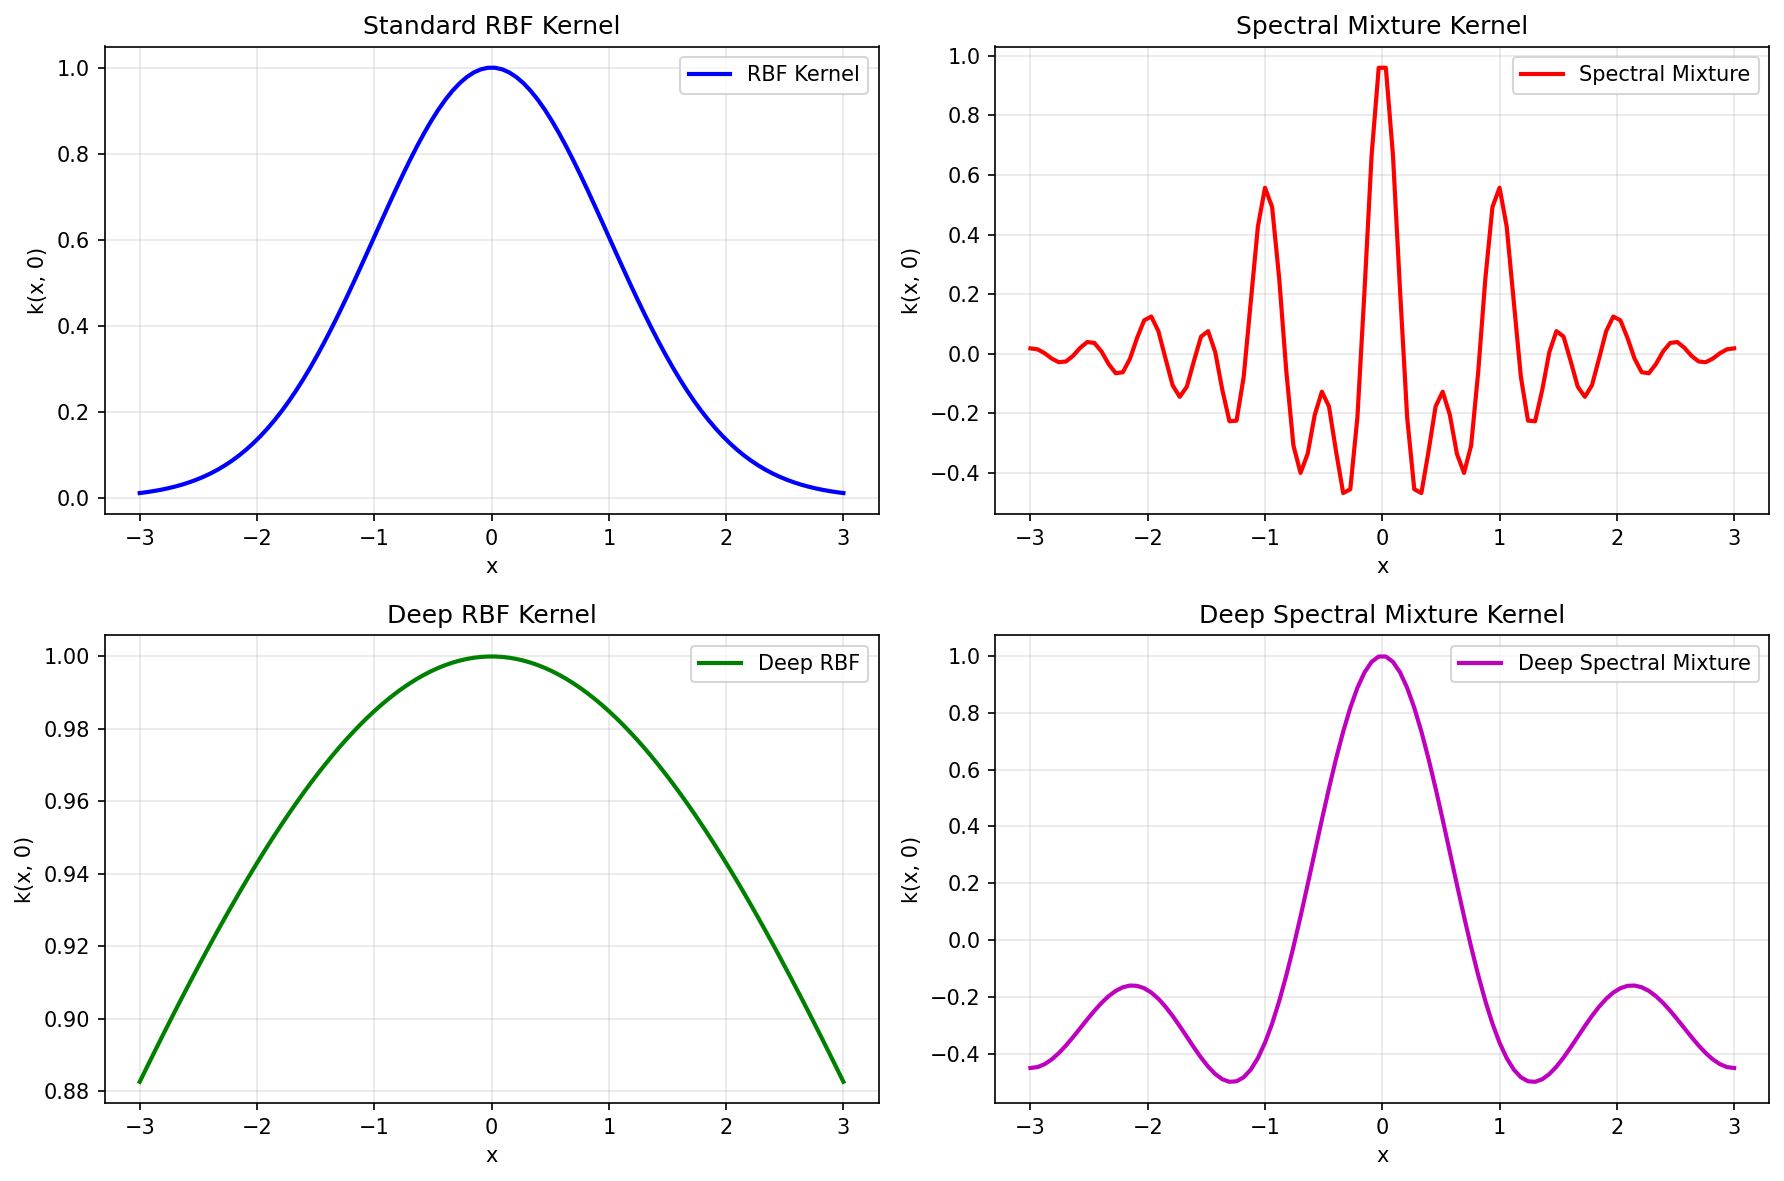 Standard RBF Kernel
RBF Kernel
k(x, 0)
1.0
0.8
0.6
0.4
0.2
0.0
−3 −2 −1 0 1 2 3
x
Spectral Mixture Kernel
Spectral Mixture
k(x, 0)
1.0
0.8
0.6
0.4
0.2
0.0
−0.2
−0.4
−3 −2 −1 0 1 2 3
x
Deep RBF Kernel
Deep RBF
k(x, 0)
1.00
0.98
0.96
0.94
0.92
0.90
0.88
−3 −2 −1 0 1 2 3
x
Deep Spectral Mixture Kernel
Deep Spectral Mixture
k(x, 0)
1.0
0.8
0.6
0.4
0.2
0.0
−0.2
−0.4
−3 −2 −1 0 1 2 3
x